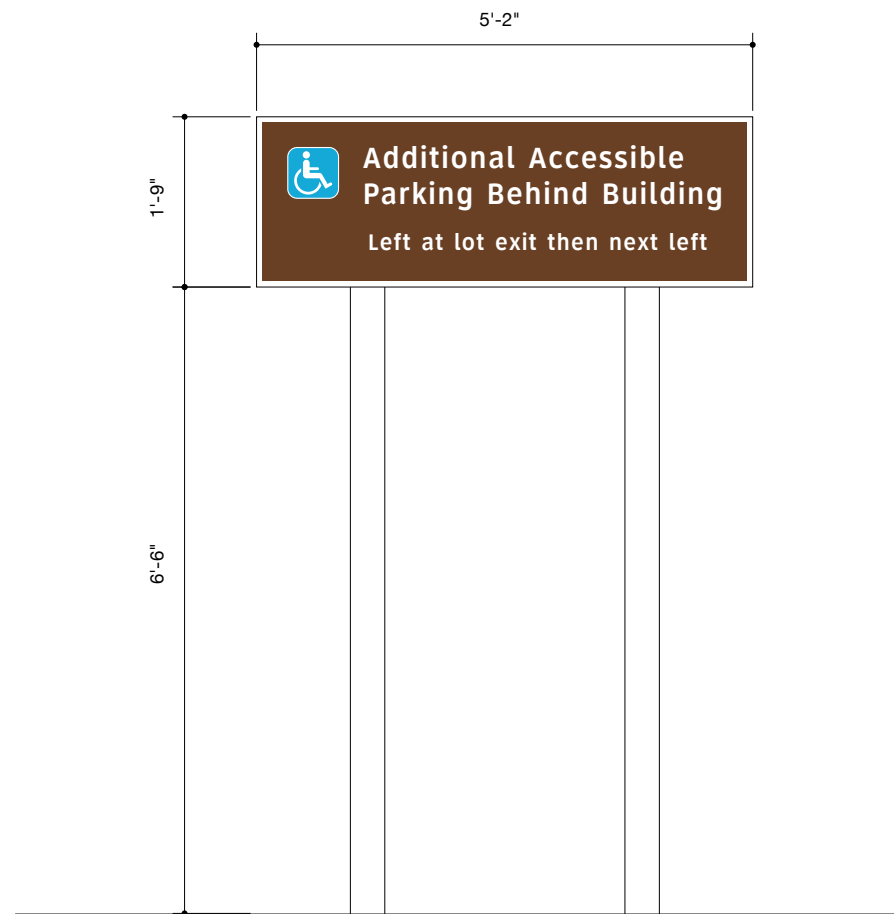 5'-2"
1'-9"
Additional Accessible
Parking Behind Building
Left at lot exit then next left
6'-6"